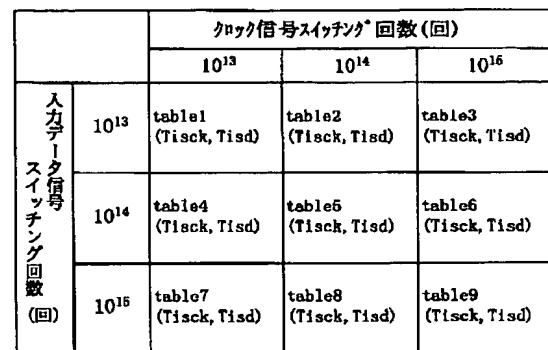 クロック信号スイッチング回数(回)
10¹³ 10¹⁴ 10¹⁵
入力データ信号
スイッチング回数
(回)
10¹³ table1 table2 table3
(Tisck, Tisd) (Tisck, Tisd) (Tisck, Tisd)
10¹⁴ table4 table5 table6
(Tisck, Tisd) (Tisck, Tisd) (Tisck, Tisd)
10¹⁵ table7 table8 table9
(Tisck, Tisd) (Tisck, Tisd) (Tisck, Tisd)